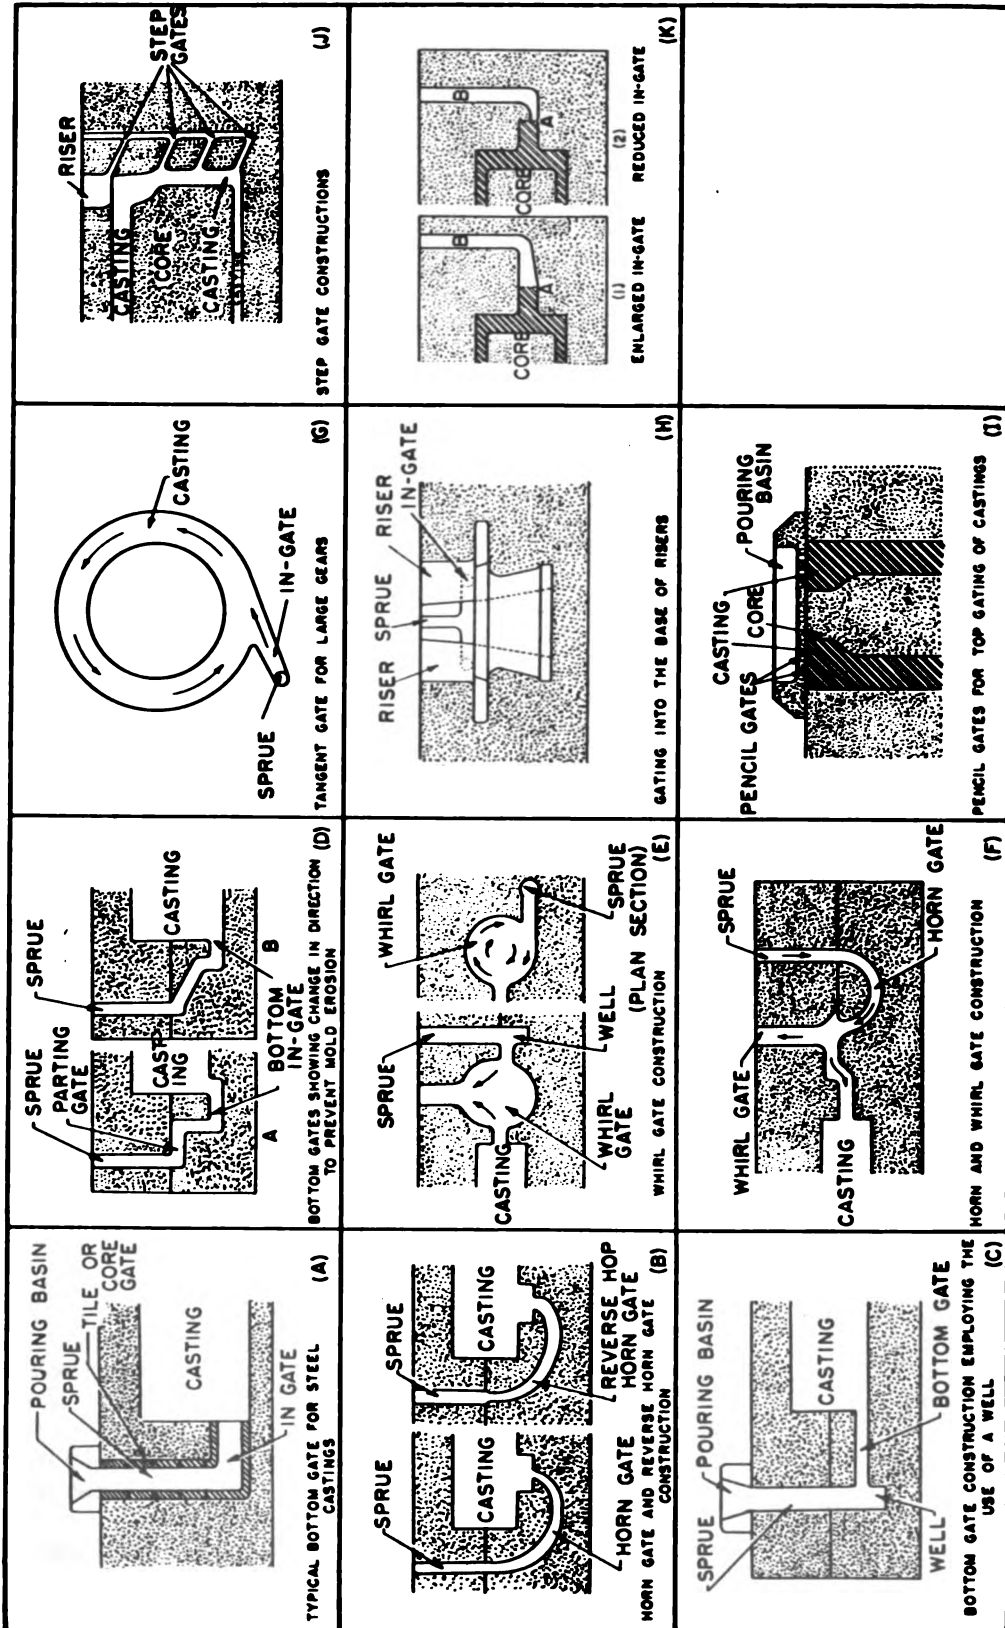 POURING BASIN
SPRUE
TILE OR
CORE
GATE
CASTING
IN GATE
TYPICAL BOTTOM GATE FOR STEEL
CASTINGS
(A)
SPRUE
PARTING
GATE
CAST-
ING
A
BOTTOM
IN-GATE
SPRUE
CASTING
B
BOTTOM GATES SHOWING CHANGE IN DIRECTION
TO PREVENT MOLD EROSION
(D)
CASTING
IN-GATE
SPRUE
TANGENT GATE FOR LARGE GEARS
(G)
RISER
STEP
GATES
CASTING
CORE
CASTING
STEP GATE CONSTRUCTIONS
(J)
SPRUE
CASTING
HORN GATE
SPRUE
CASTING
REVERSE HOP
HORN GATE
HORN GATE AND REVERSE HORN GATE
CONSTRUCTION
(B)
SPRUE
WHIRL GATE
CASTING
WHIRL
GATE
WELL
SPRUE
(PLAN SECTION)
WHIRL GATE CONSTRUCTION
(E)
RISER SPRUE RISER
IN-GATE
GATING INTO THE BASE OF RISERS
(H)
B
CORE
A
(1)
ENLARGED IN-GATE
B
CORE
A
(2)
REDUCED IN-GATE
(K)
SPRUE
POURING BASIN
CASTING
WELL
BOTTOM GATE
BOTTOM GATE CONSTRUCTION EMPLOYING THE
USE OF A WELL
(C)
WHIRL GATE
SPRUE
CASTING
HORN GATE
HORN AND WHIRL GATE CONSTRUCTION
(F)
PENCIL GATES
CASTING
CORE
POURING
BASIN
PENCIL GATES FOR TOP GATING OF CASTINGS
(I)